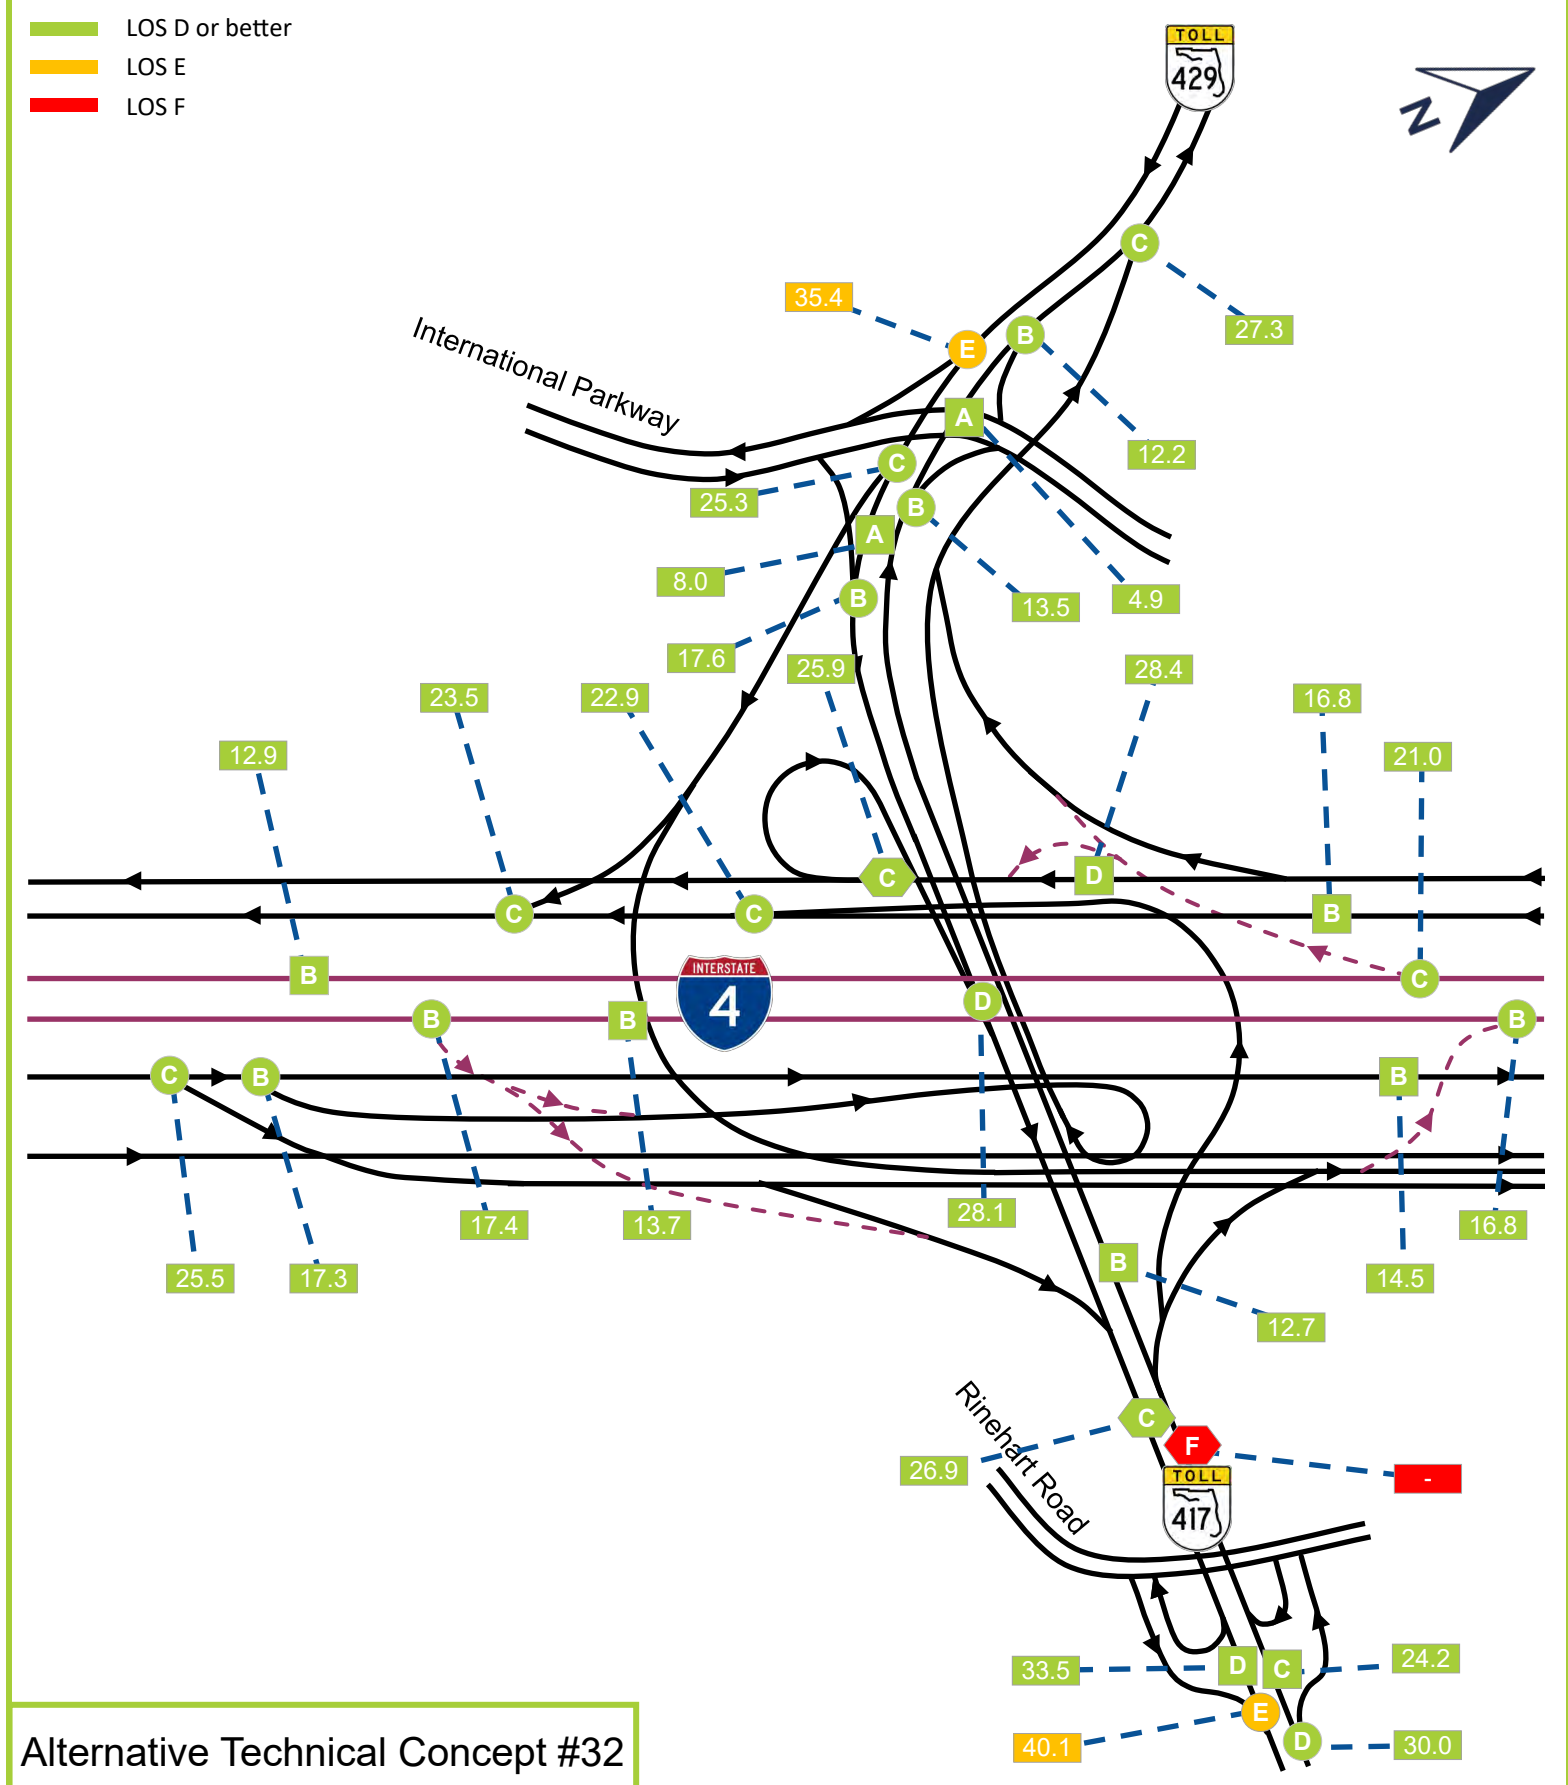 LOS D or better
LOS E
LOS F
TOLL
429
N
C
35.4
27.3
E
B
International Parkway
A
12.2
C
25.3
B
A
8.0
B
4.9
13.5
17.6
25.9
28.4
23.5
22.9
16.8
12.9
21.0
C
D
C
C
B
B
INTERSTATE
4
C
D
B
B
B
C
B
B
28.1
17.4
13.7
16.8
B
25.5
17.3
14.5
12.7
Rinehart Road
C
F
26.9
-
TOLL
417
33.5
D
C
24.2
E
40.1
D
30.0
Alternative Technical Concept #32